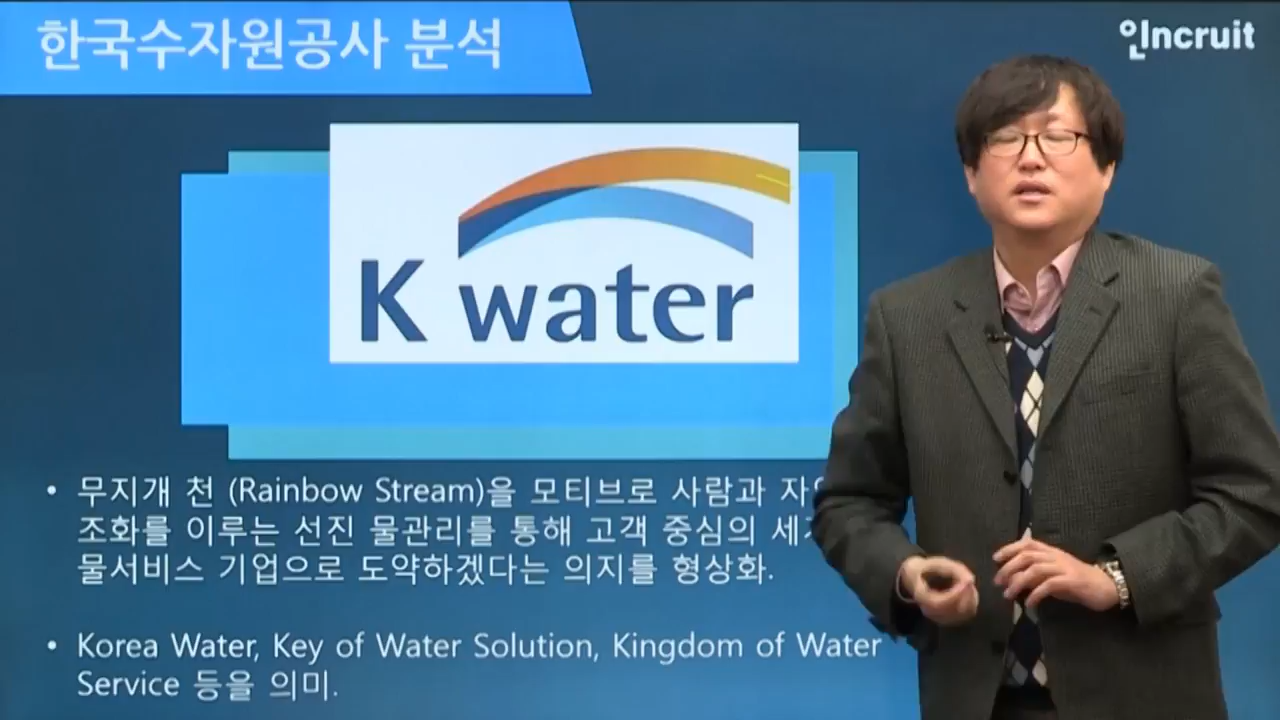 한국수자원공사 분석
인Incruit
K water
• 무지개 천 (Rainbow Stream)을 모티브로 사람과
조화를 이루는 선진 물관리를 통해 고객 중심의
물서비스 기업으로 도약하겠다는 의지를 형상화.
• Korea Water, Key of Water Solution, Kingdom of Water
Service 등을 의미.